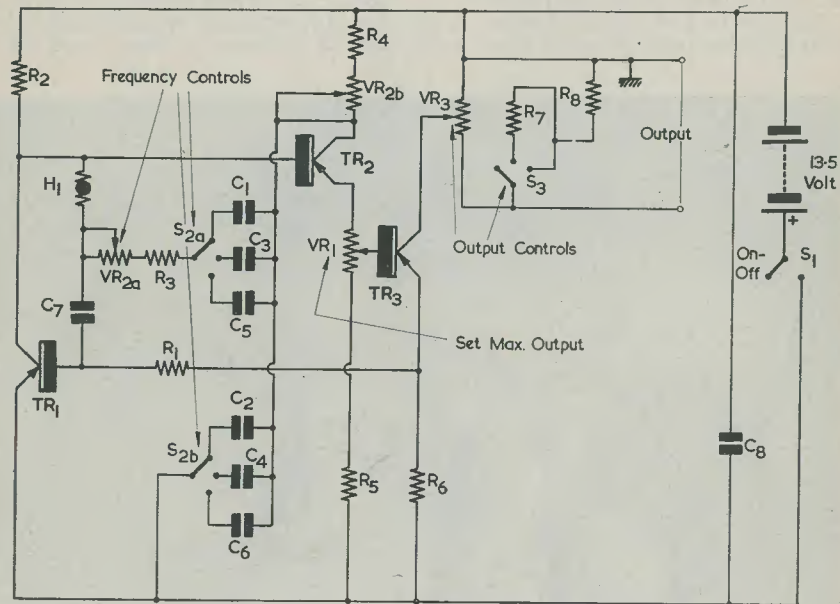 R2
R4
Frequency Controls
VR2b
VR3
R7
R8
Output
13·5
Volt
+
TR2
H1
S2a
C1
C3
C5
VR2a
R3
VR1
S3
Output Controls
TR3
On-
Off
S1
C7
Set Max. Output
R1
TR1
C2
S2b
C4
C6
R5
R6
C8